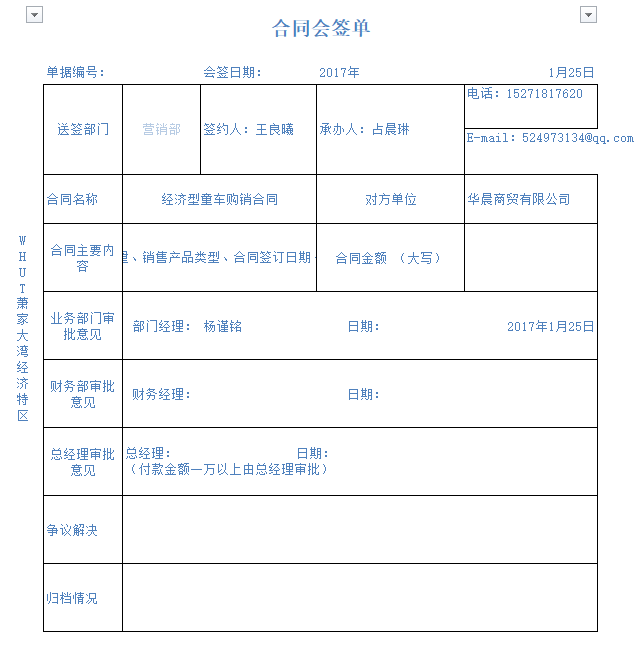 合同会签单
单据编号： 会签日期： 2017年 1月25日
送签部门 营销部 签约人：王良曦 承办人：占晨琳 电话：15271817620
E-mail：524973134@qq.com
合同名称 经济型童车购销合同 对方单位 华晨商贸有限公司
合同主要内
容
、销售产品类型、合同签订日期 合同金额 （大写）
业务部门审
批意见
部门经理： 杨谨铭 日期： 2017年1月25日
财务部审批
意见
财务经理： 日期：
总经理审批
意见
总经理： 日期：
（付款金额一万以上由总经理审批）
争议解决
归档情况
WHUT萧家大湾经济特区